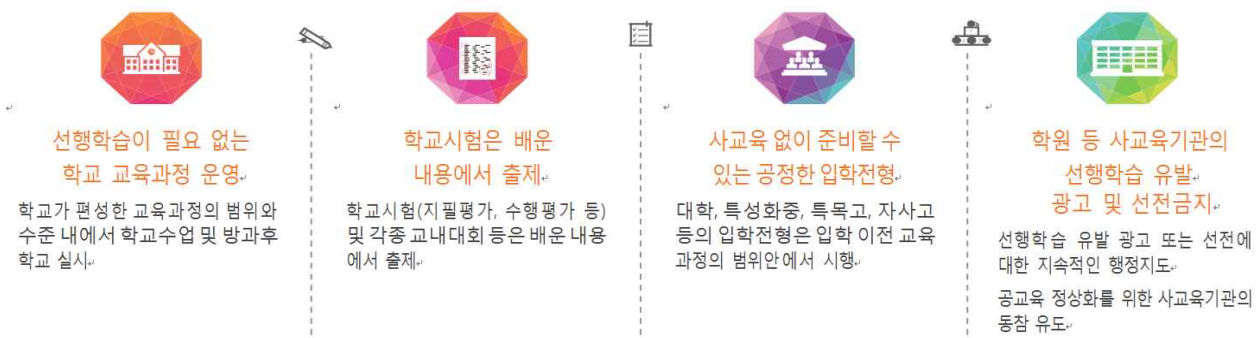 선행학습이 필요 없는
학교 교육과정 운영
학교가 편성한 교육과정의 범위와
수준 내에서 학교수업 및 방과후
학교 실시
학교시험은 배운
내용에서 출제
학교시험(지필평가, 수행평가 등)
및 각종 교내대회 등은 배운 내용
에서 출제
사교육 없이 준비할 수
있는 공정한 입학전형
대학, 특성화중, 특목고, 자사고
등의 입학전형은 입학 이전 교육
과정의 범위안에서 시행
학원 등 사교육기관의
선행학습 유발
광고 및 선전금지
선행학습 유발 광고 또는 선전에
대한 지속적인 행정지도
공교육 정상화를 위한 사교육기관의
동참 유도